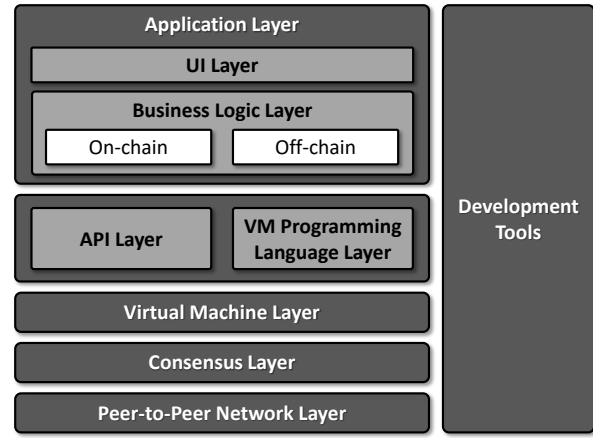 Application Layer
UI Layer
Business Logic Layer
On-chain
Off-chain
API Layer
VM Programming
Language Layer
Virtual Machine Layer
Consensus Layer
Peer-to-Peer Network Layer
Development
Tools